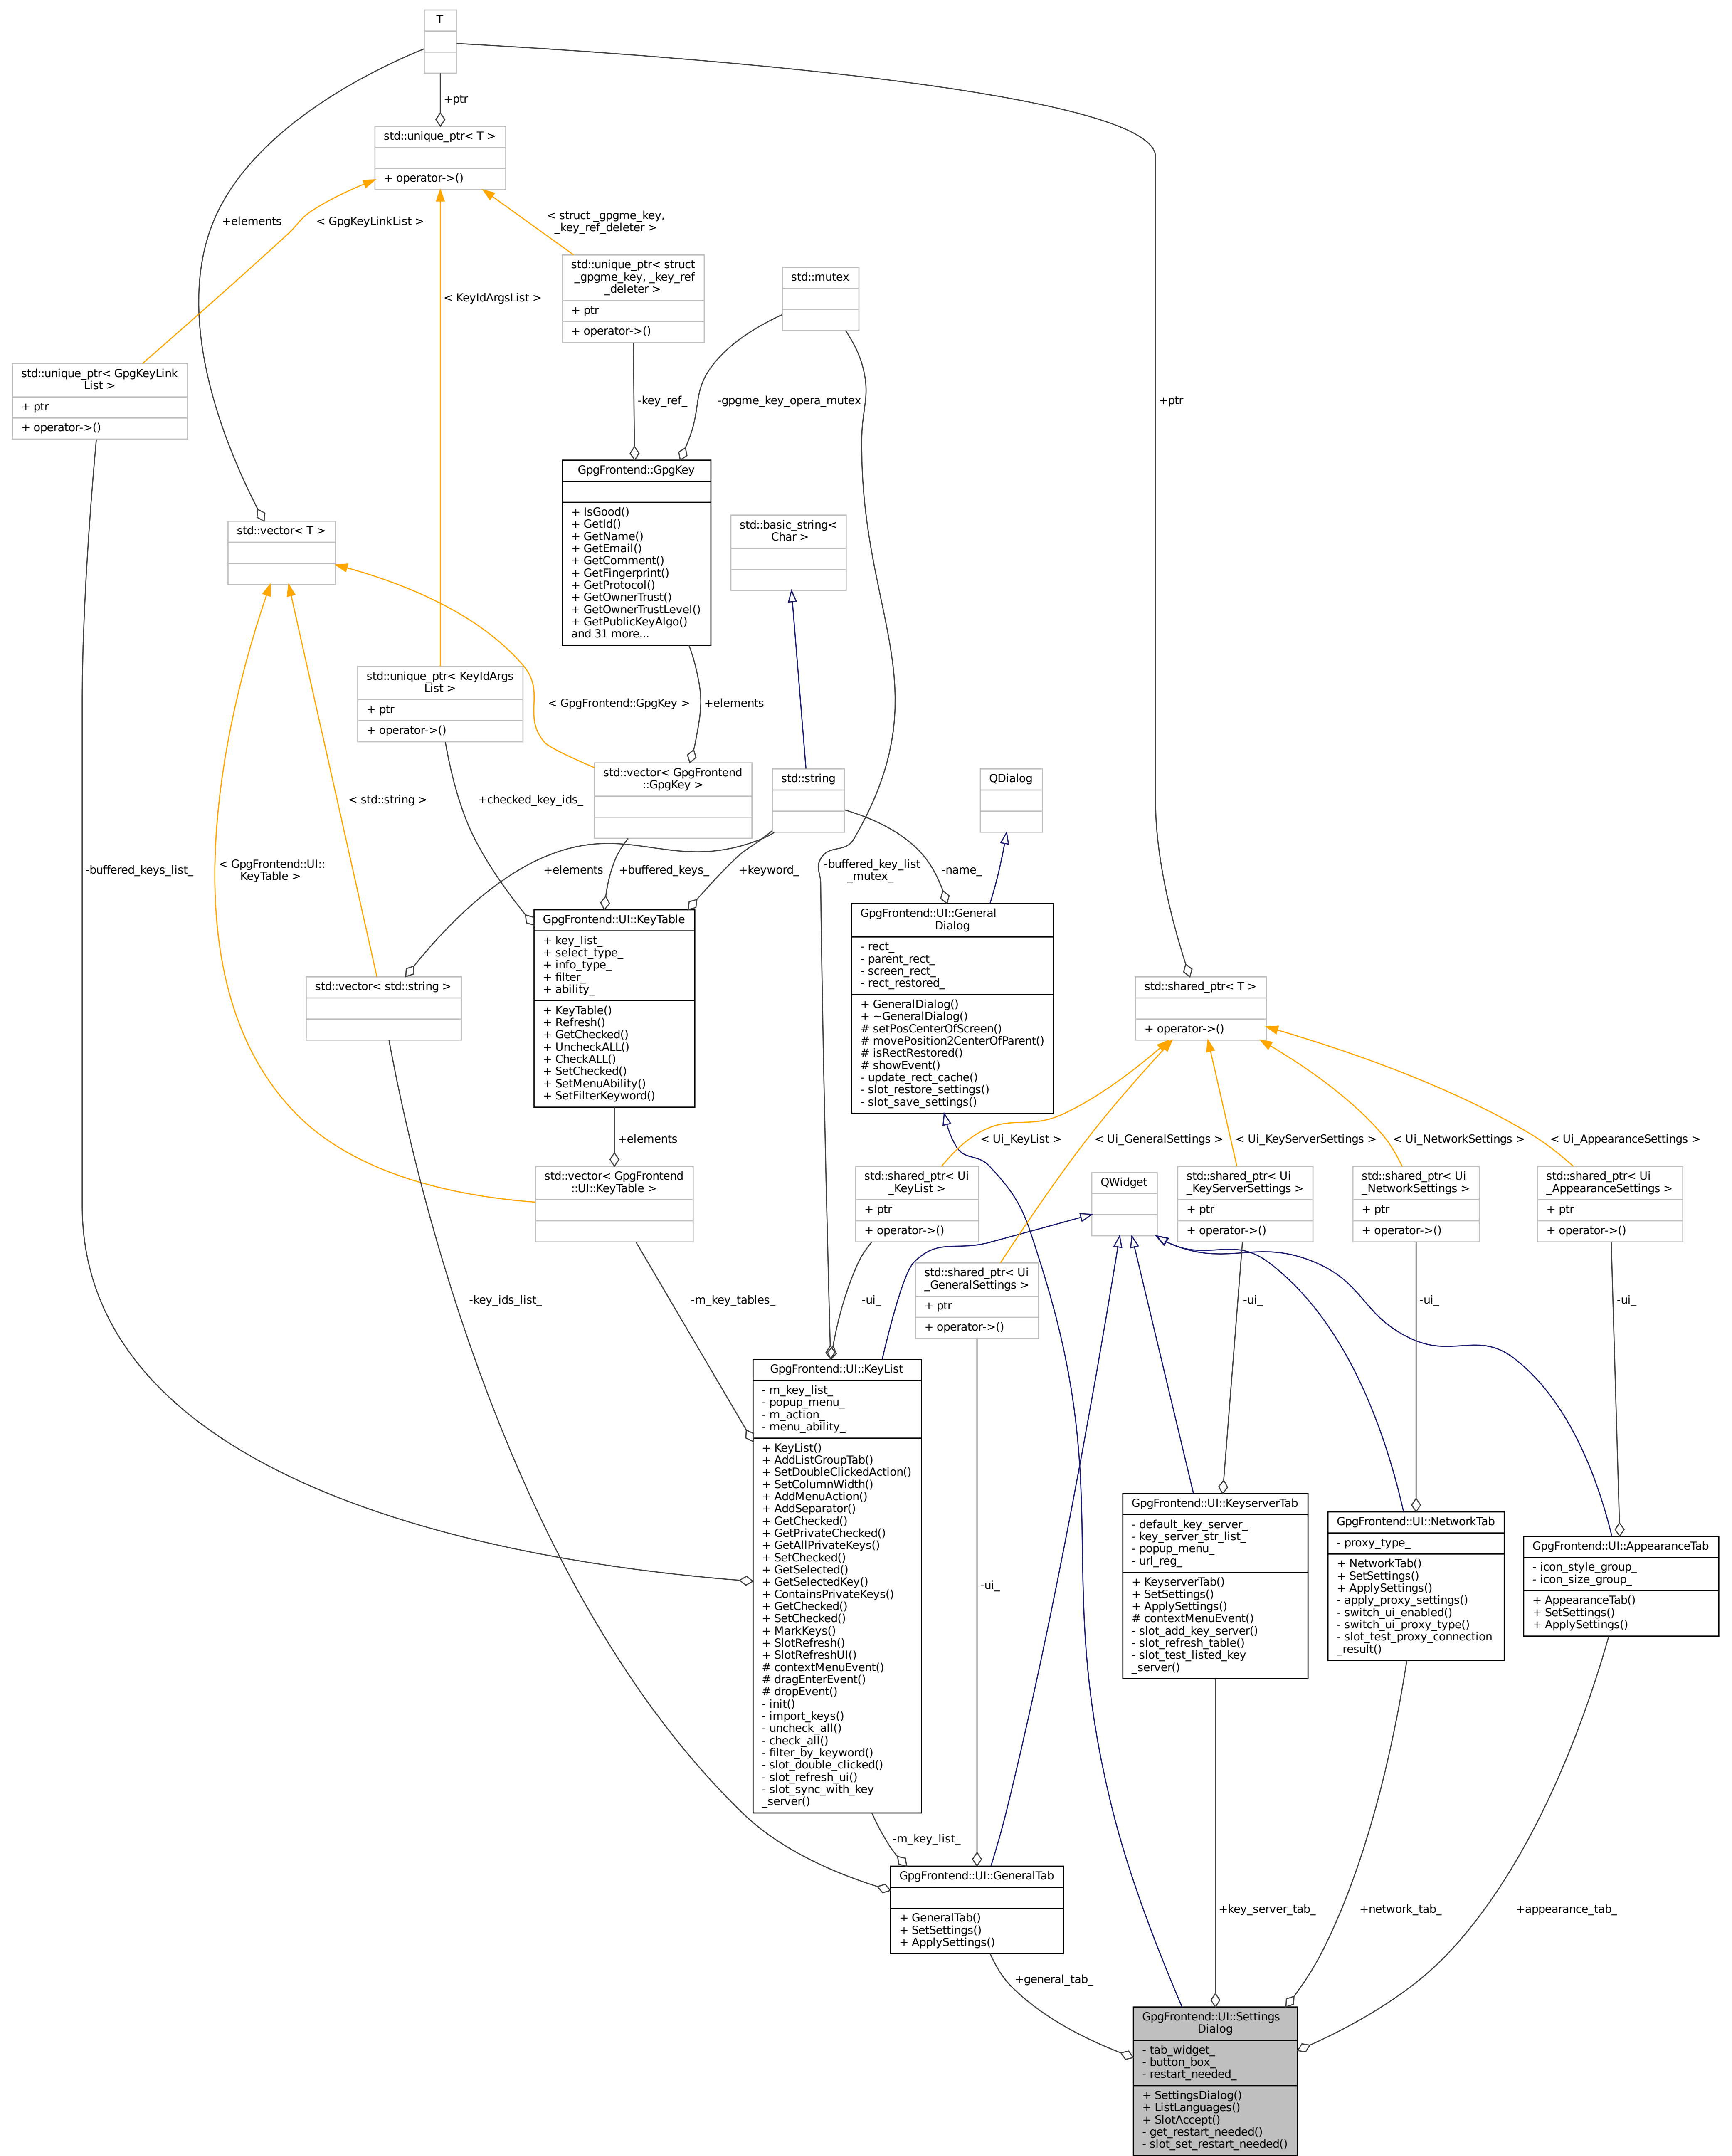 T
+ptr
std::unique_ptr< T >
+ operator->()
+elements
< GpgKeyLinkList >
< struct _gpgme_key,
_key_ref_deleter >
std::unique_ptr< struct
_gpgme_key, _key_ref
_deleter >
+ ptr
+ operator->()
std::mutex
< KeyIdArgsList >
std::unique_ptr< GpgKeyLink
List >
+ ptr
+ operator->()
-key_ref_
-gpgme_key_opera_mutex
+ptr
GpgFrontend::GpgKey
+ IsGood()
+ GetId()
+ GetName()
+ GetEmail()
+ GetComment()
+ GetFingerprint()
+ GetProtocol()
+ GetOwnerTrust()
+ GetOwnerTrustLevel()
+ GetPublicKeyAlgo()
and 31 more...
std::vector< T >
std::basic_string<
Char >
std::unique_ptr< KeyIdArgs
List >
+ ptr
+ operator->()
< GpgFrontend::GpgKey >
+elements
std::vector< GpgFrontend
::GpgKey >
std::string
QDialog
< std::string >
+checked_key_ids_
-buffered_keys_list_
< GpgFrontend::UI::
KeyTable >
+elements
+buffered_keys_
+keyword_
-buffered_key_list
_mutex_
-name_
GpgFrontend::UI::KeyTable
+ key_list_
+ select_type_
+ info_type_
+ filter_
+ ability_
+ KeyTable()
+ Refresh()
+ GetChecked()
+ UncheckALL()
+ CheckALL()
+ SetChecked()
+ SetMenuAbility()
+ SetFilterKeyword()
GpgFrontend::UI::General
Dialog
- rect_
- parent_rect_
- screen_rect_
- rect_restored_
+ GeneralDialog()
+ ~GeneralDialog()
# setPosCenterOfScreen()
# movePosition2CenterOfParent()
# isRectRestored()
# showEvent()
- update_rect_cache()
- slot_restore_settings()
- slot_save_settings()
std::vector< std::string >
std::shared_ptr< T >
+ operator->()
+elements
< Ui_KeyList >
< Ui_GeneralSettings >
< Ui_KeyServerSettings >
< Ui_NetworkSettings >
< Ui_AppearanceSettings >
std::vector< GpgFrontend
::UI::KeyTable >
std::shared_ptr< Ui
_KeyList >
+ ptr
+ operator->()
QWidget
std::shared_ptr< Ui
_KeyServerSettings >
+ ptr
+ operator->()
std::shared_ptr< Ui
_NetworkSettings >
+ ptr
+ operator->()
std::shared_ptr< Ui
_AppearanceSettings >
+ ptr
+ operator->()
std::shared_ptr< Ui
_GeneralSettings >
+ ptr
+ operator->()
-key_ids_list_
-m_key_tables_
-ui_
-ui_
-ui_
-ui_
GpgFrontend::UI::KeyList
- m_key_list_
- popup_menu_
- m_action_
- menu_ability_
+ KeyList()
+ AddListGroupTab()
+ SetDoubleClickedAction()
+ SetColumnWidth()
+ AddMenuAction()
+ AddSeparator()
+ GetChecked()
+ GetPrivateChecked()
+ GetAllPrivateKeys()
+ SetChecked()
+ GetSelected()
+ GetSelectedKey()
+ ContainsPrivateKeys()
+ GetChecked()
+ SetChecked()
+ MarkKeys()
+ SlotRefresh()
+ SlotRefreshUI()
# contextMenuEvent()
# dragEnterEvent()
# dropEvent()
- init()
- import_keys()
- uncheck_all()
- check_all()
- filter_by_keyword()
- slot_double_clicked()
- slot_refresh_ui()
- slot_sync_with_key
_server()
-ui_
GpgFrontend::UI::KeyserverTab
- default_key_server_
- key_server_str_list_
- popup_menu_
- url_reg_
+ KeyserverTab()
+ SetSettings()
+ ApplySettings()
# contextMenuEvent()
- slot_add_key_server()
- slot_refresh_table()
- slot_test_listed_key
_server()
GpgFrontend::UI::NetworkTab
- proxy_type_
+ NetworkTab()
+ SetSettings()
+ ApplySettings()
- apply_proxy_settings()
- switch_ui_enabled()
- switch_ui_proxy_type()
- slot_test_proxy_connection
_result()
GpgFrontend::UI::AppearanceTab
- icon_style_group_
- icon_size_group_
+ AppearanceTab()
+ SetSettings()
+ ApplySettings()
-m_key_list_
GpgFrontend::UI::GeneralTab
+ GeneralTab()
+ SetSettings()
+ ApplySettings()
+key_server_tab_
+network_tab_
+appearance_tab_
+general_tab_
GpgFrontend::UI::Settings
Dialog
- tab_widget_
- button_box_
- restart_needed_
+ SettingsDialog()
+ ListLanguages()
+ SlotAccept()
- get_restart_needed()
- slot_set_restart_needed()